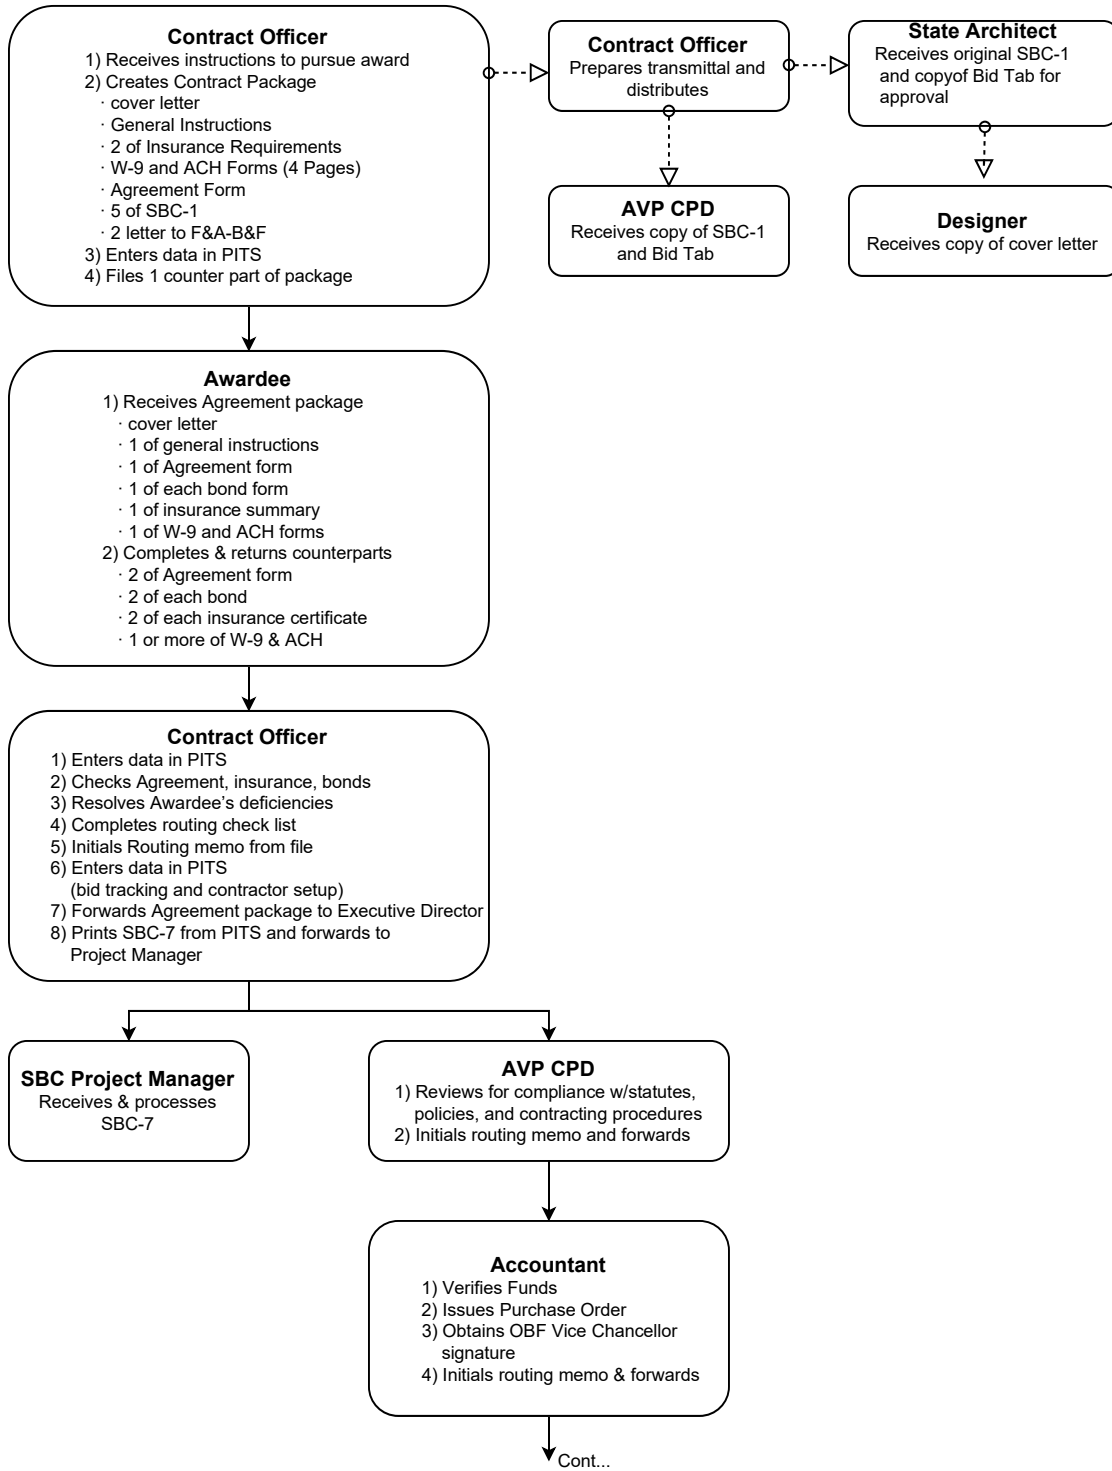 Contract Officer
1) Receives instructions to pursue award
2) Creates Contract Package
· cover letter
· General Instructions
· 2 of Insurance Requirements
· W-9 and ACH Forms (4 Pages)
· Agreement Form
· 5 of SBC-1
· 2 letter to F&A-B&F
3) Enters data in PITS
4) Files 1 counter part of package
Contract Officer
Prepares transmittal and
distributes
State Architect
Receives original SBC-1
and copyof Bid Tab for
approval
AVP CPD
Receives copy of SBC-1
and Bid Tab
Designer
Receives copy of cover letter
Awardee
1) Receives Agreement package
· cover letter
· 1 of general instructions
· 1 of Agreement form
· 1 of each bond form
· 1 of insurance summary
· 1 of W-9 and ACH forms
2) Completes & returns counterparts
· 2 of Agreement form
· 2 of each bond
· 2 of each insurance certificate
· 1 or more of W-9 & ACH
Contract Officer
1) Enters data in PITS
2) Checks Agreement, insurance, bonds
3) Resolves Awardee’s deficiencies
4) Completes routing check list
5) Initials Routing memo from file
6) Enters data in PITS
(bid tracking and contractor setup)
7) Forwards Agreement package to Executive Director
8) Prints SBC-7 from PITS and forwards to
Project Manager
SBC Project Manager
Receives & processes
SBC-7
AVP CPD
1) Reviews for compliance w/statutes,
policies, and contracting procedures
2) Initials routing memo and forwards
Accountant
1) Verifies Funds
2) Issues Purchase Order
3) Obtains OBF Vice Chancellor
signature
4) Initials routing memo & forwards
Cont...